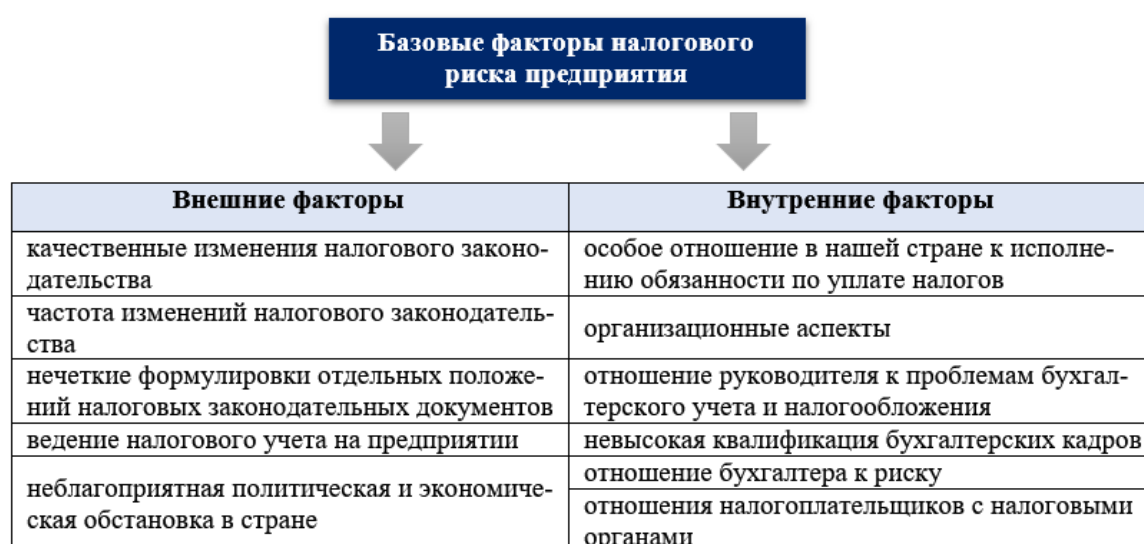 Базовые факторы налогового
риска предприятия
Внешние факторы
Внутренние факторы
качественные изменения налогового законо-
дательства
особое отношение в нашей стране к исполне-
нию обязанности по уплате налогов
частота изменений налогового законодатель-
ства
организационные аспекты
нечеткие формулировки отдельных положе-
ний налоговых законодательных документов
отношение руководителя к проблемам бухгал-
терского учета и налогообложения
ведение налогового учета на предприятии
невысокая квалификация бухгалтерских кадров
неблагоприятная политическая и экономиче-
ская обстановка в стране
отношение бухгалтера к риску
отношения налогоплательщиков с налоговыми
органами